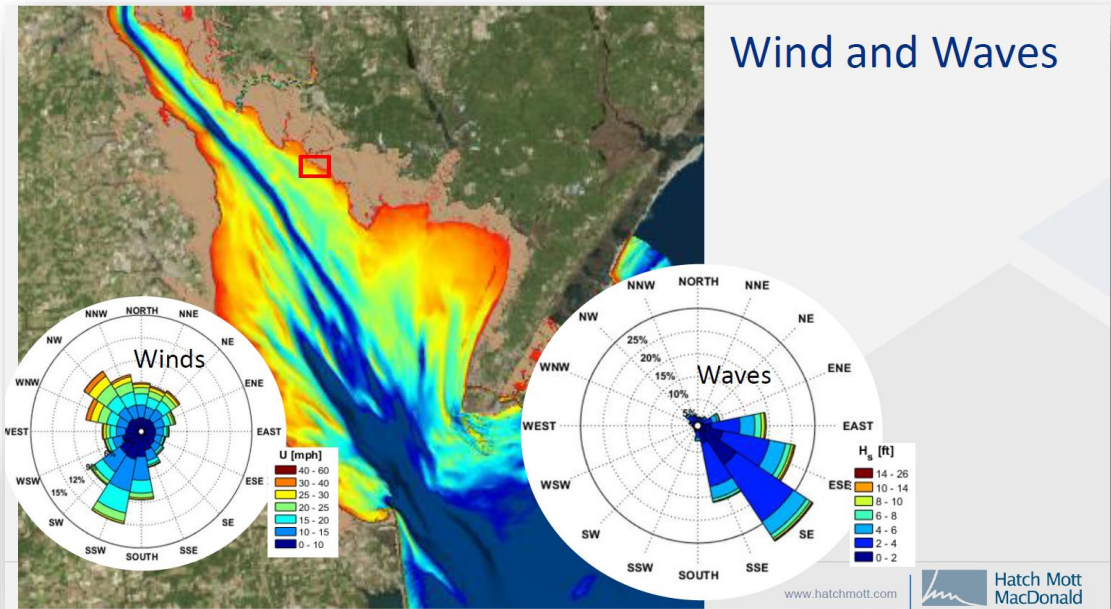 Wind and Waves
Winds
NORTH
NNE
NE
ENE
EAST
ESE
SE
SSE
SOUTH
SSW
SW
WSW
WEST
WNW
NW
NNW
12%
15%
U [mph]
40 - 60
30 - 40
25 - 30
20 - 25
15 - 20
10 - 15
0 - 10
Waves
NORTH
NNE
NE
ENE
EAST
ESE
SE
SSE
SOUTH
SSW
SW
WSW
WEST
WNW
NW
NNW
25%
20%
15%
10%
5%
Hs [ft]
14 - 26
10 - 14
8 - 10
6 - 8
4 - 6
2 - 4
0 - 2
www.hatchmott.com
Hatch Mott
MacDonald